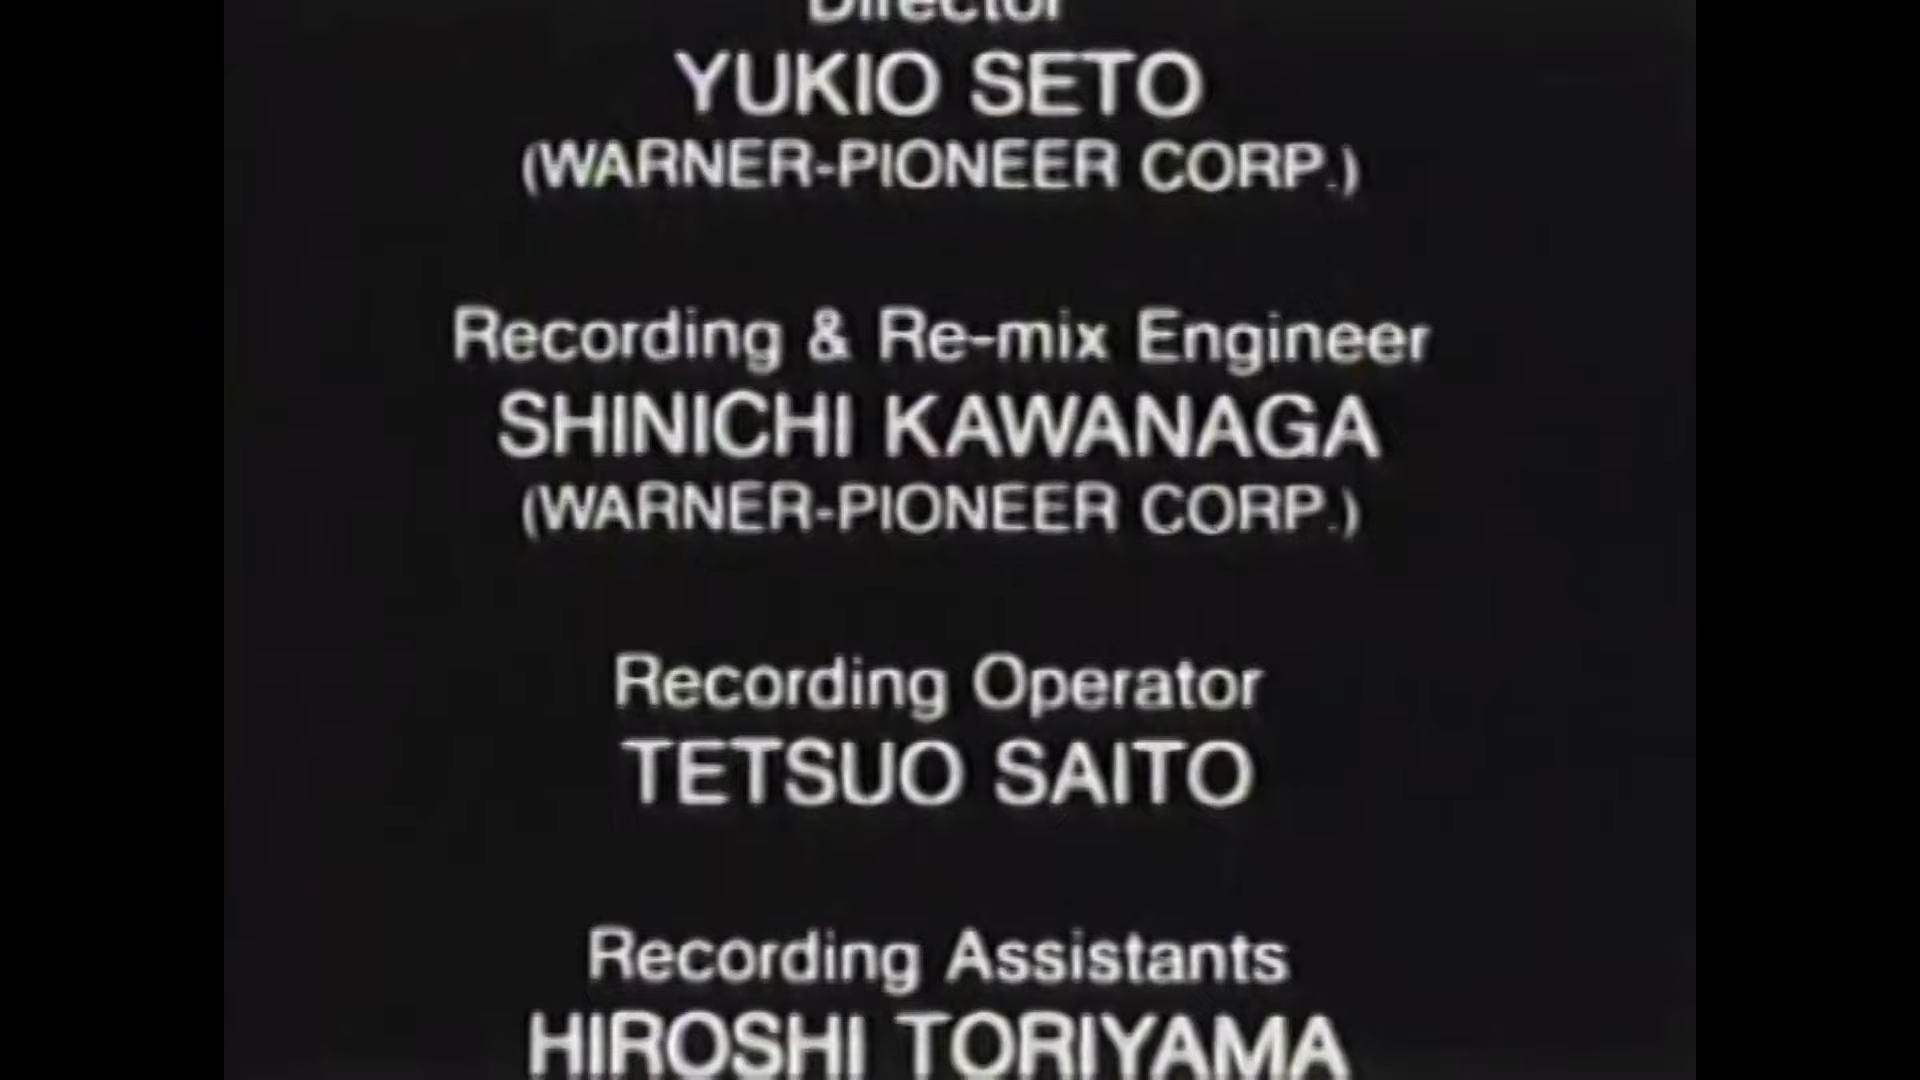 Director
YUKIO SETO
(WARNER-PIONEER CORP.)
Recording & Re-mix Engineer
SHINICHI KAWANAGA
(WARNER-PIONEER CORP.)
Recording Operator
TETSUO SAITO
Recording Assistants
HIROSHI TORIYAMA